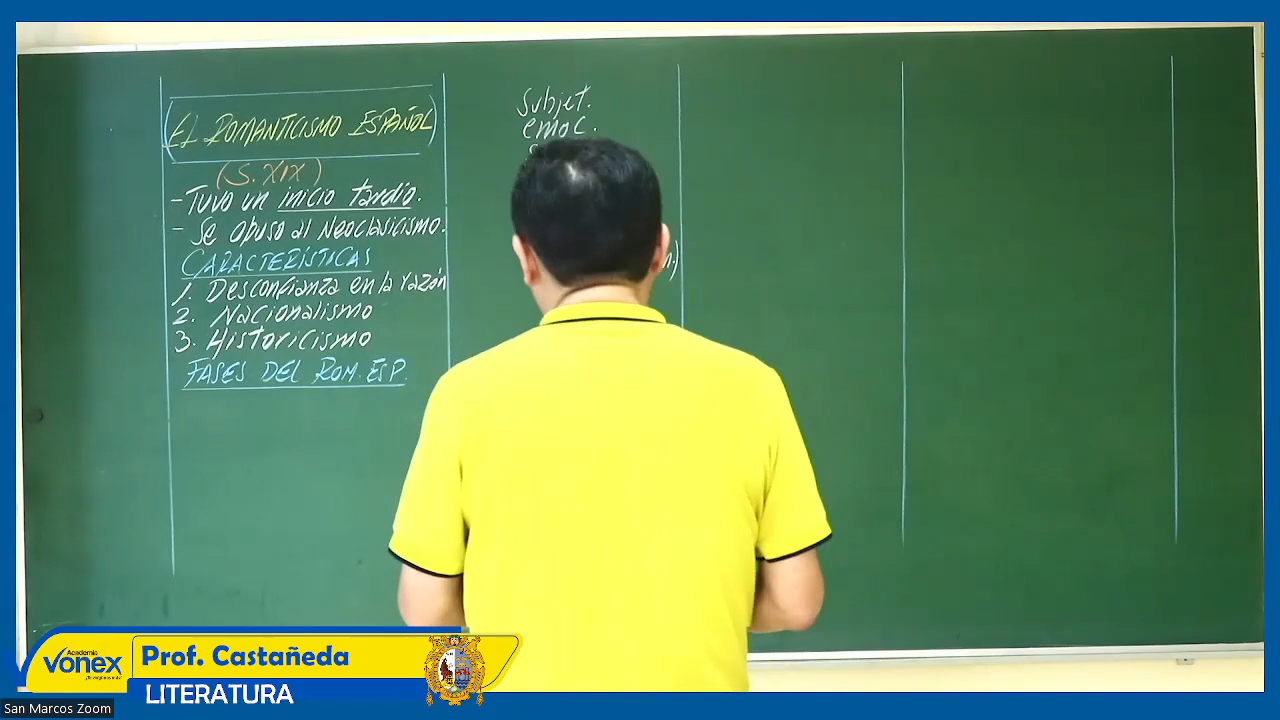 (EL ROMANTICISMO ESPAÑOL)
(S. XIX)
- Tuvo un inicio tardío.
- Se opuso al Neoclasicismo.
CARACTERÍSTICAS
1. Desconfianza en la razón
2. Nacionalismo
3. Historicismo
FASES DEL ROM. ESP.
subjet.
emoc.
Academia
vonex
Prof. Castañeda
LITERATURA
San Marcos Zoom